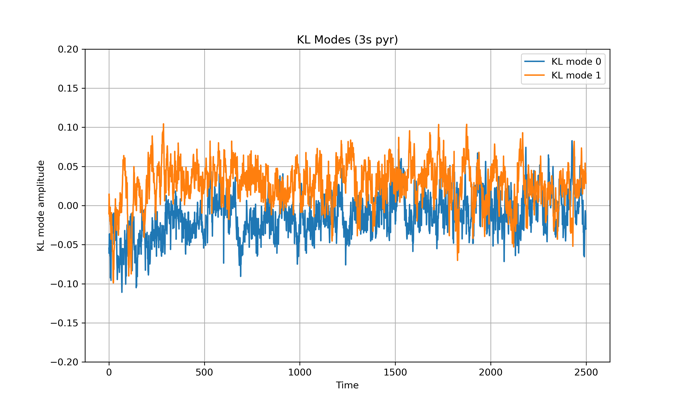 KL Modes (3s pyr)
KL mode 0
KL mode 1
0.20
0.15
0.10
0.05
0.00
−0.05
−0.10
−0.15
−0.20
KL mode amplitude
0 500 1000 1500 2000 2500
Time